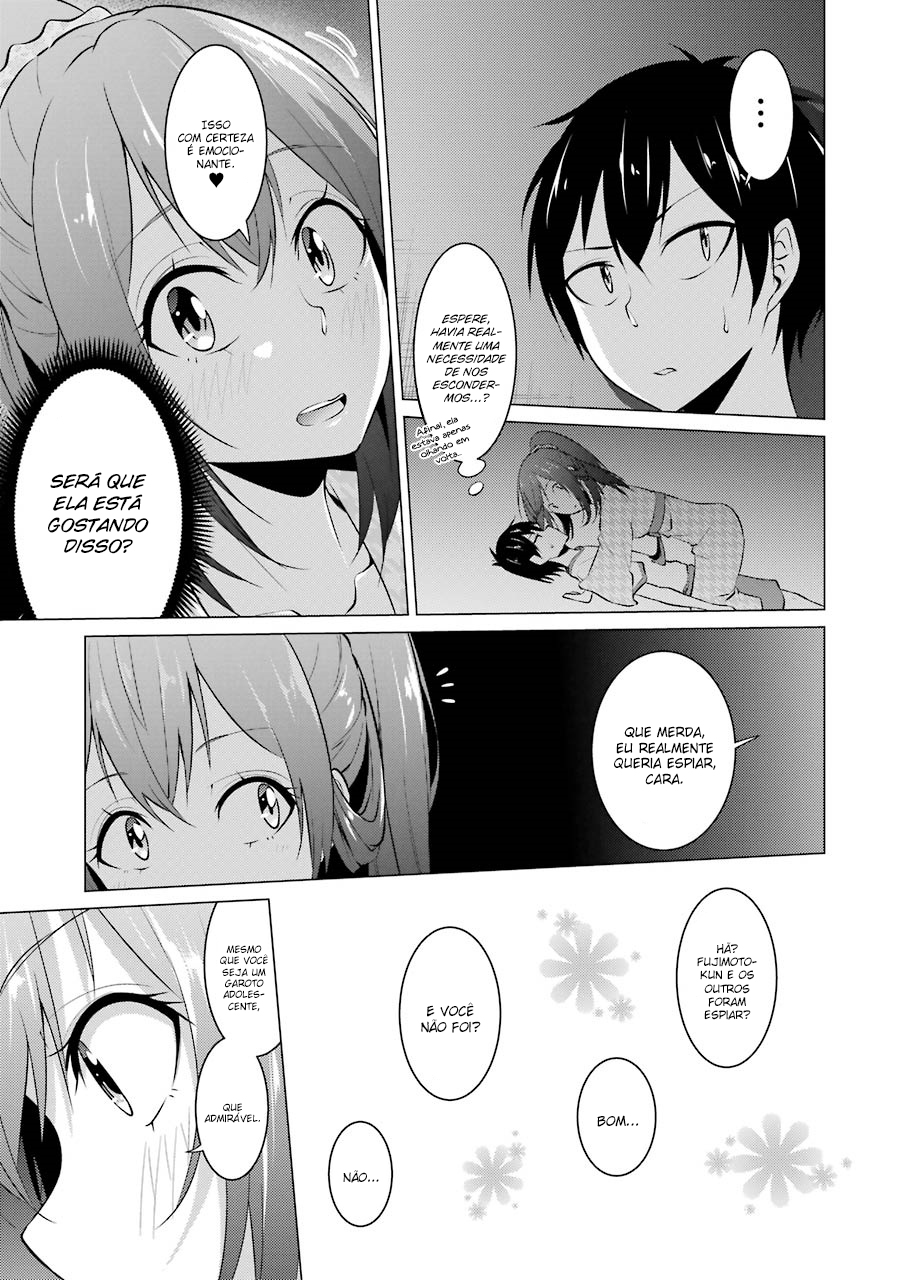 ...
ESPERE,
HAVIA REAL-
MENTE UMA
NECESSIDADE
DE NOS
ESCONDER-
MOS...?
Afinal, ela
estava apenas
olhando em
volta.
ISSO
COM CERTEZA
É EMOCIO-
NANTE.
♥
SERÁ QUE
ELA ESTÁ
GOSTANDO
DISSO?
QUE MERDA,
EU REALMENTE
QUERIA ESPIAR,
CARA.
HÃ?
FUJIMOTO-
KUN E OS
OUTROS
FORAM
ESPIAR?
BOM...
E VOCÊ
NÃO FOI?
NÃO...
MESMO
QUE VOCÊ
SEJA UM
GAROTO
ADOLES-
CENTE,
QUE
ADMIRÁVEL.